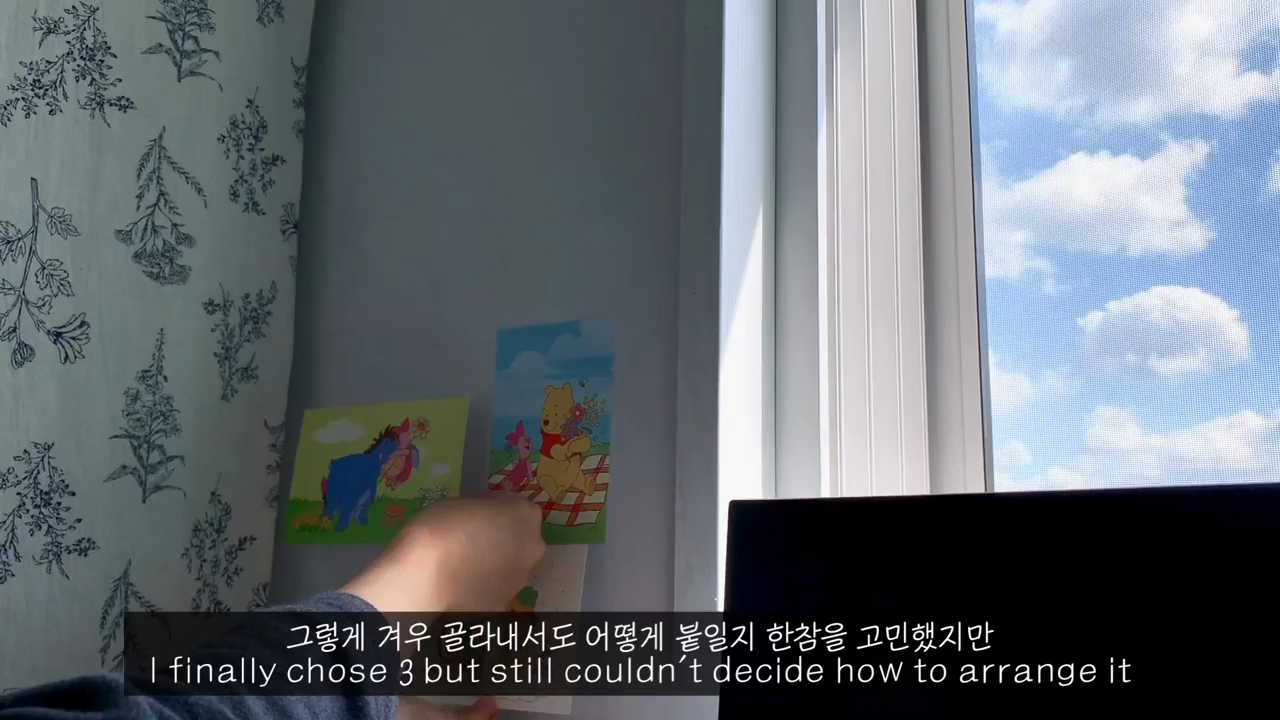 그렇게 겨우 골라내서도 어떻게 붙일지 한참을 고민했지만
I finally chose 3 but still couldn't decide how to arrange it